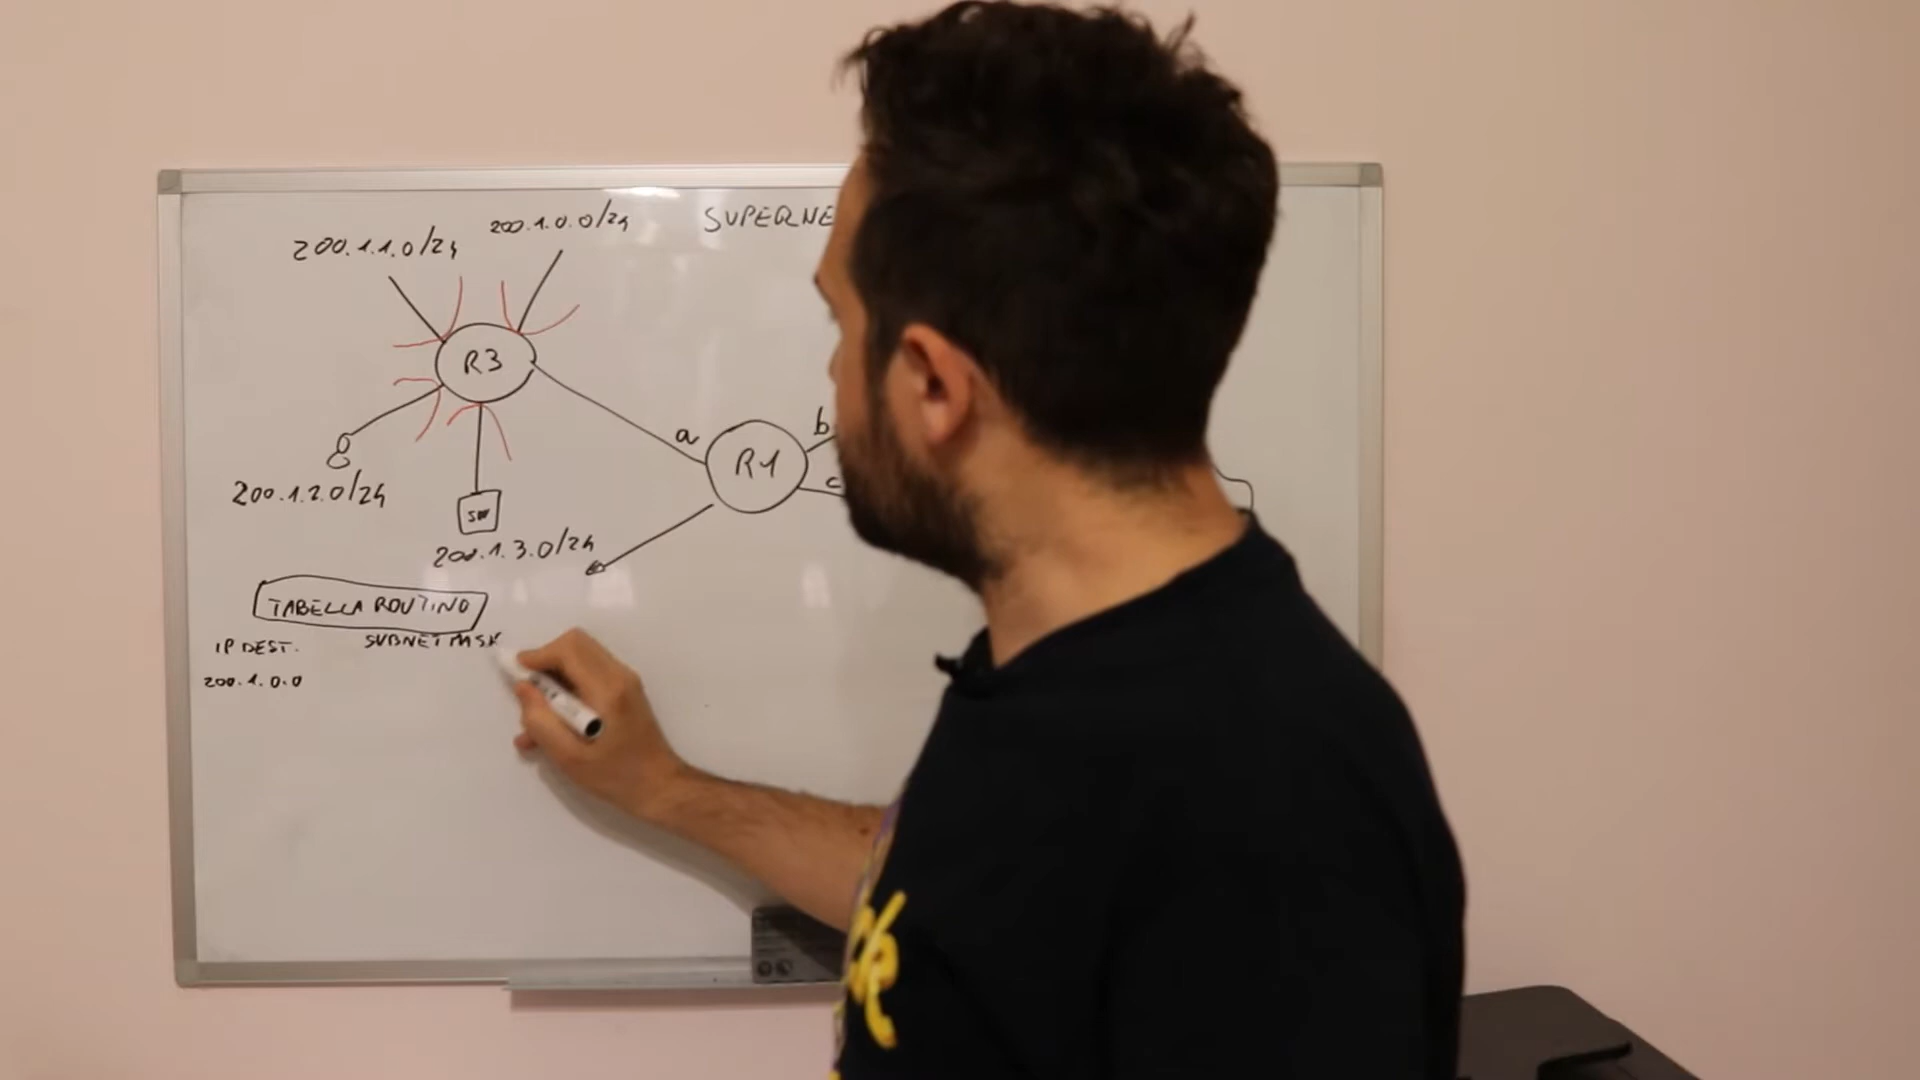 200.1.0.0/24
SUPERNE
200.1.1.0/24
R3
b
a
R1
c
200.1.2.0/24
SW
200.1.3.0/24
TABELLA ROUTING
IP DEST.
SUBNET MASK
200.1.0.0